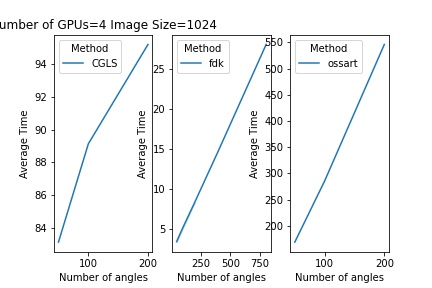 umber of GPUs=4 Image Size=1024
Method
CGLS
Average Time
94
92
90
88
86
84
100
200
Number of angles
Method
fdk
Average Time
25
20
15
10
5
250
500
750
Number of angles
Method
ossart
Average Time
550
500
450
400
350
300
250
200
100
200
Number of angles